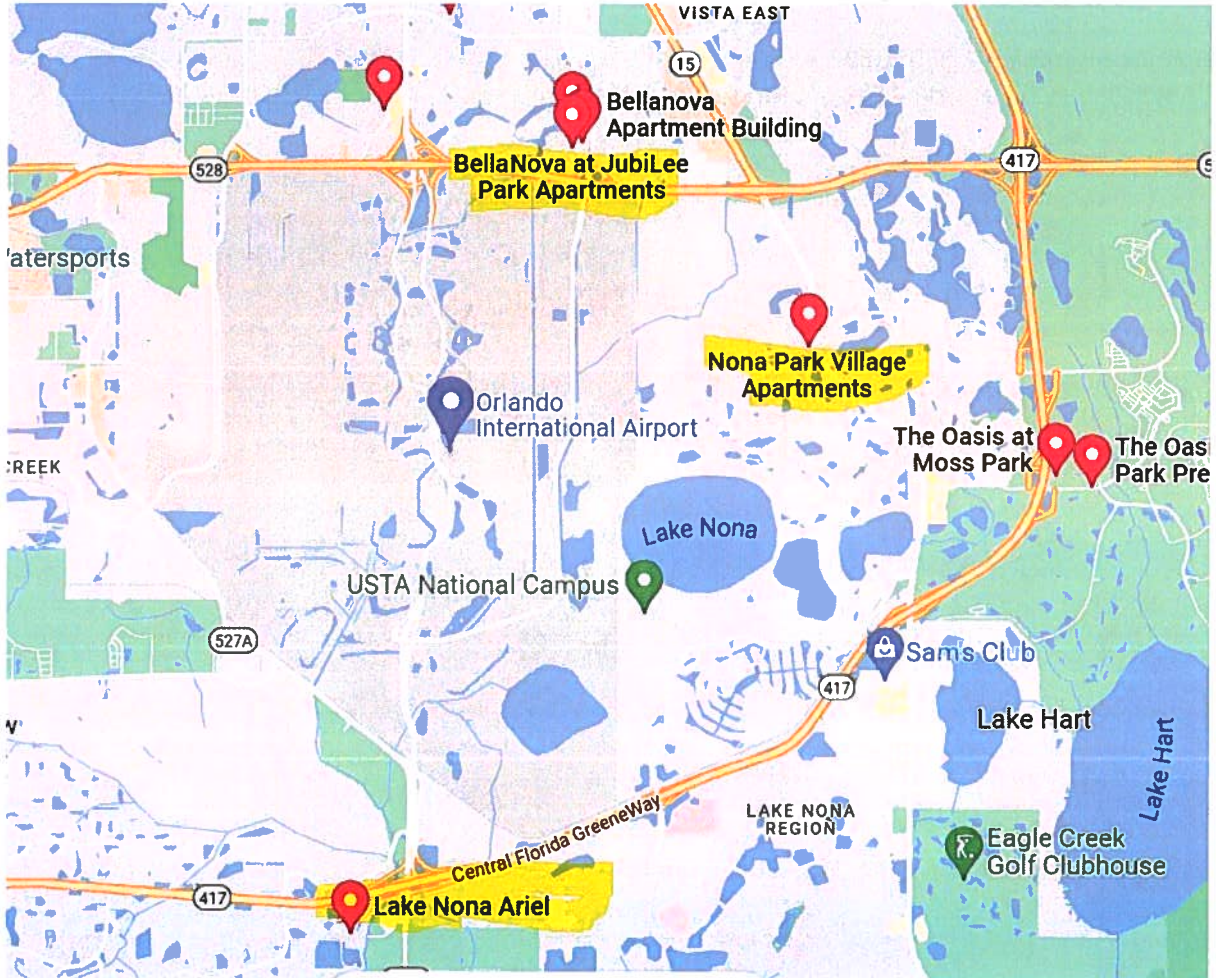 VISTA EAST
15
Bellanova
Apartment Building
417
528
BellaNova at JubiLee
Park Apartments
5
atersports
Nona Park Village
Apartments
Orlando
International Airport
The Oasis at
Moss Park
The Oas
Park Pre
CREEK
Lake Nona
USTA National Campus
527A
Sam's Club
417
W
Lake Hart
Lake Hart
Central Florida GreeneWay
LAKE NONA
REGION
Eagle Creek
Golf Clubhouse
417
Lake Nona Ariel